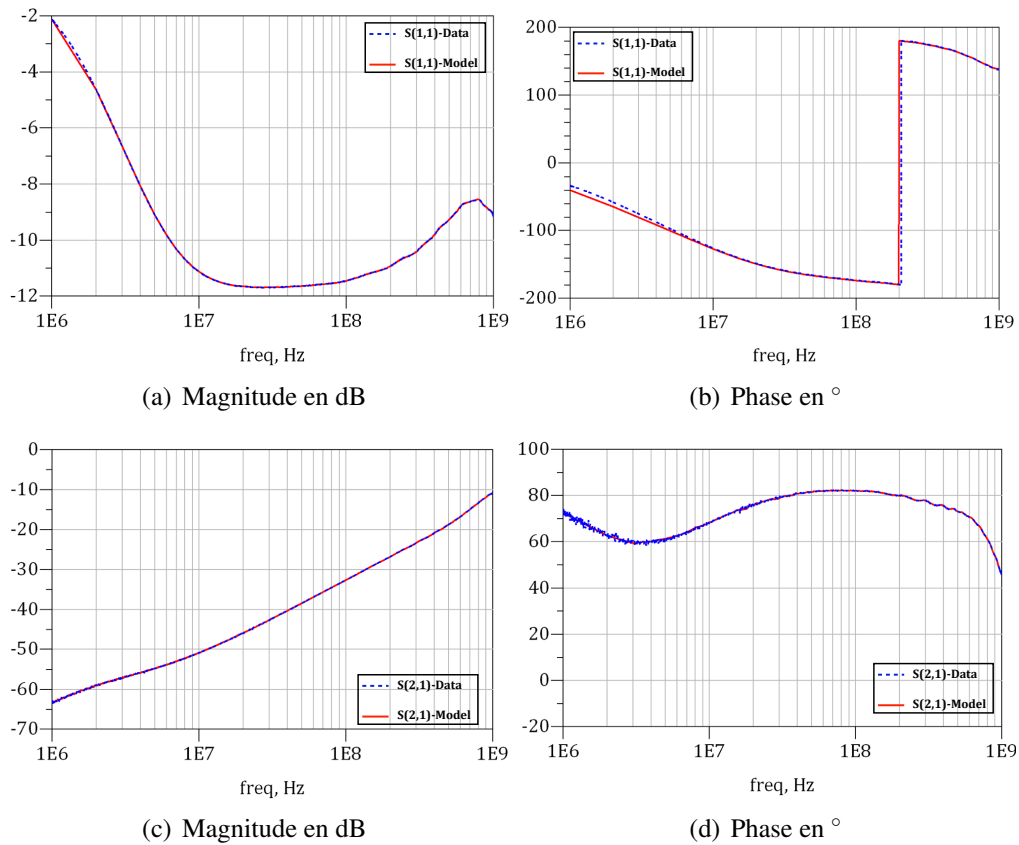 -2
-4
-6
-8
-10
-12
1E6
1E7
1E8
1E9
freq, Hz
S(1,1)-Data
S(1,1)-Model
(a) Magnitude en dB
200
100
0
-100
-200
1E6
1E7
1E8
1E9
freq, Hz
S(1,1)-Data
S(1,1)-Model
(b) Phase en °
0
-10
-20
-30
-40
-50
-60
-70
1E6
1E7
1E8
1E9
freq, Hz
S(2,1)-Data
S(2,1)-Model
(c) Magnitude en dB
100
80
60
40
20
0
-20
1E6
1E7
1E8
1E9
freq, Hz
S(2,1)-Data
S(2,1)-Model
(d) Phase en °